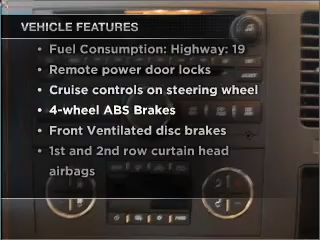 VEHICLE FEATURES
• Fuel Consumption: Highway: 19
• Remote power door locks
• Cruise controls on steering wheel
• 4-wheel ABS Brakes
• Front Ventilated disc brakes
• 1st and 2nd row curtain head
airbags